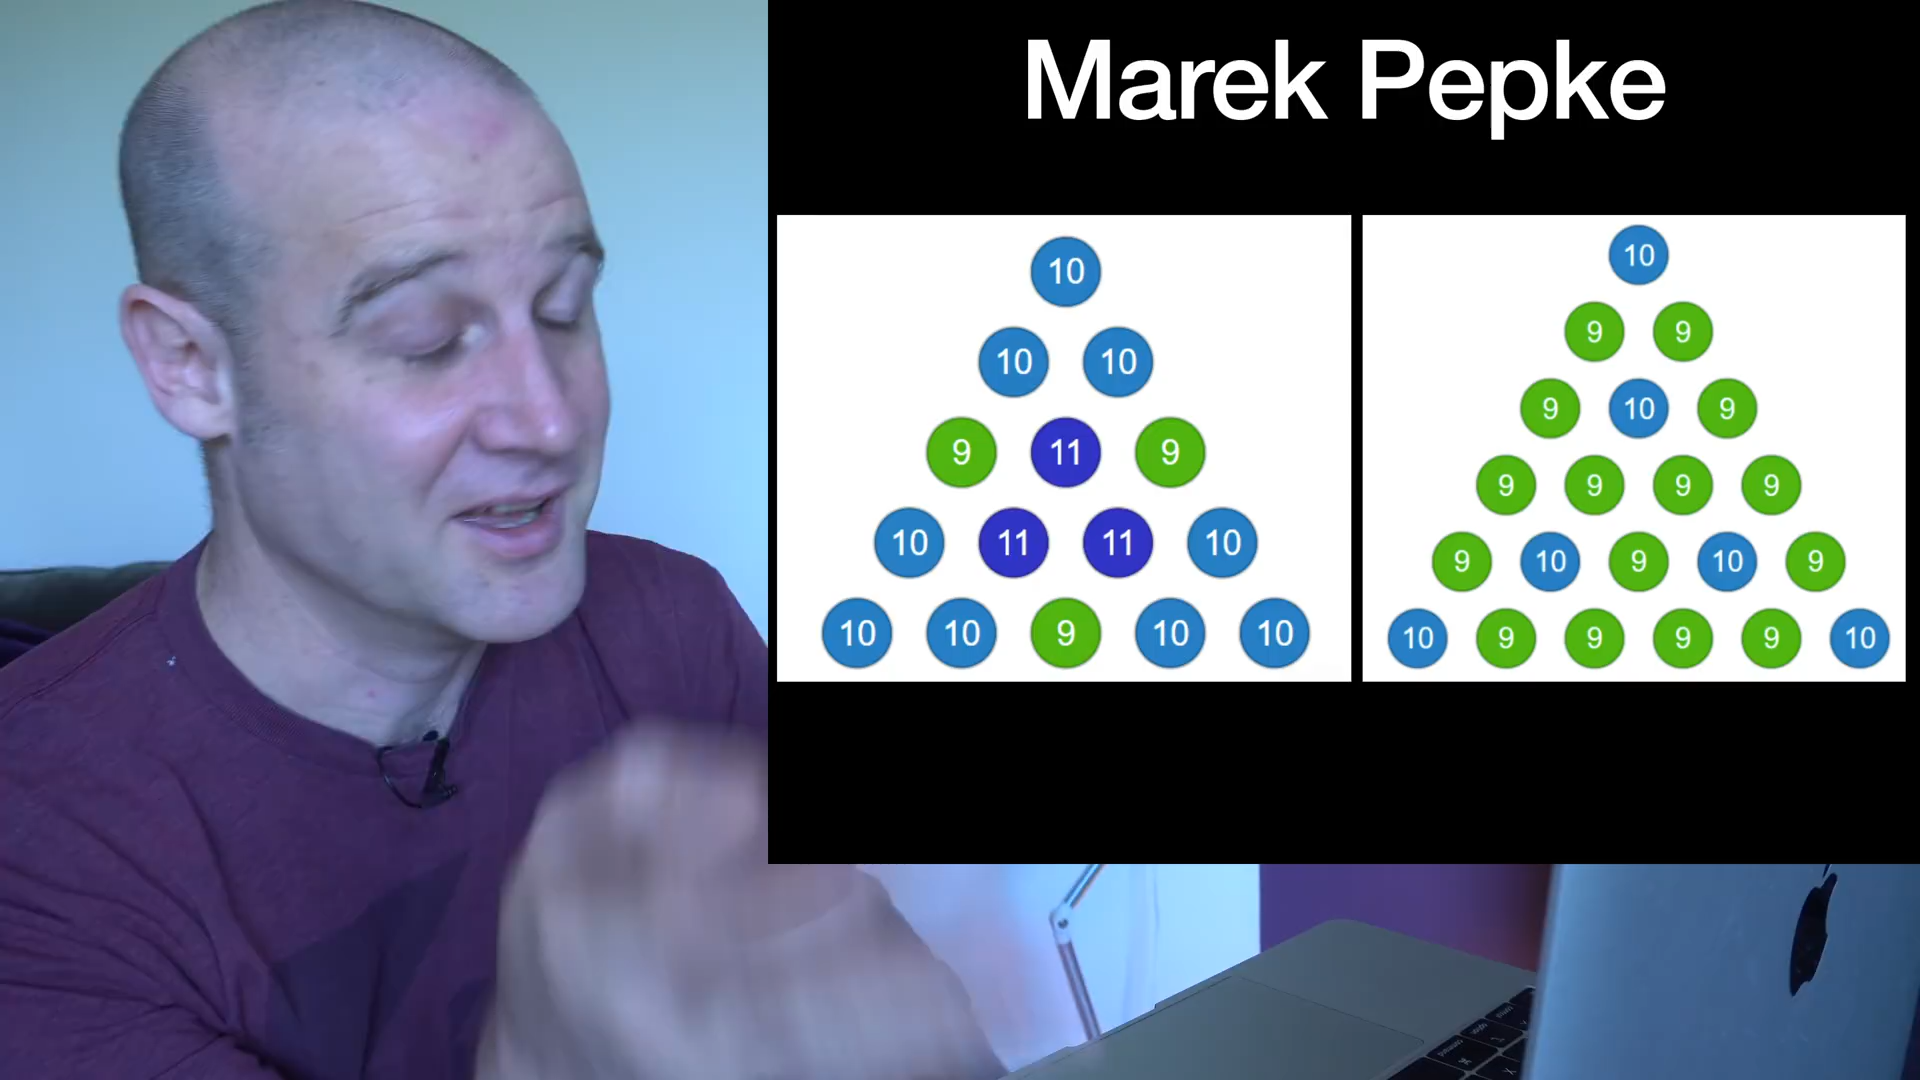 Marek Pepke
10
10 10
9 11 9
10 11 11 10
10 10 9 10 10
10
9 9
9 10 9
9 9 9 9
9 10 9 10 9
10 9 9 9 9 10